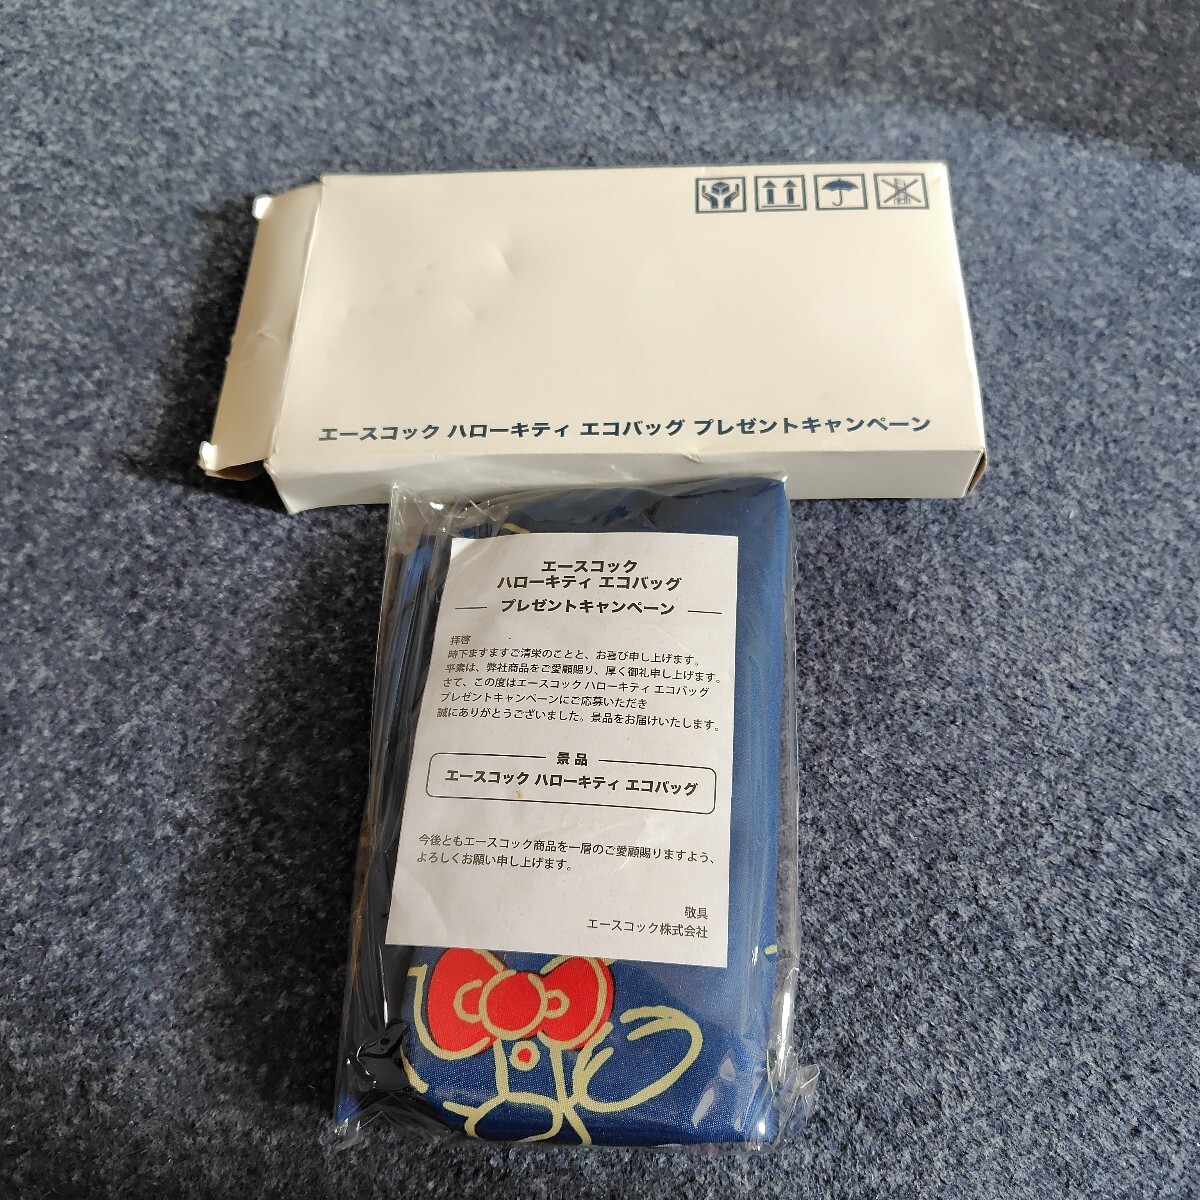 エースコック ハローキティ エコバッグ プレゼントキャンペーン
エースコック
ハローキティ エコバッグ
プレゼントキャンペーン
拝啓
時下ますますご清栄のことと、お喜び申し上げます。
平素は、弊社商品をご愛顧賜り、厚く御礼申し上げます。
さて、この度はエースコック ハローキティ エコバッグ
プレゼントキャンペーンにご応募いただき
誠にありがとうございました。景品をお届けいたします。
景品
エースコック ハローキティ エコバッグ
今後ともエースコック商品を一層のご愛顧賜りますよう、
よろしくお願い申し上げます。
敬具
エースコック株式会社